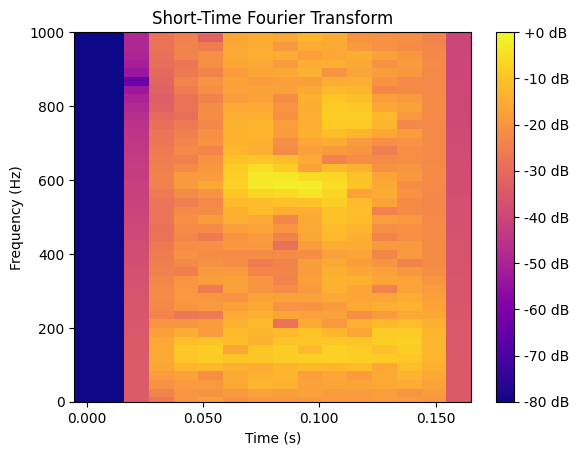 Short-Time Fourier Transform
1000
800
600
400
200
0
Frequency (Hz)
0.000
0.050
0.100
0.150
Time (s)
+0 dB
-10 dB
-20 dB
-30 dB
-40 dB
-50 dB
-60 dB
-70 dB
-80 dB